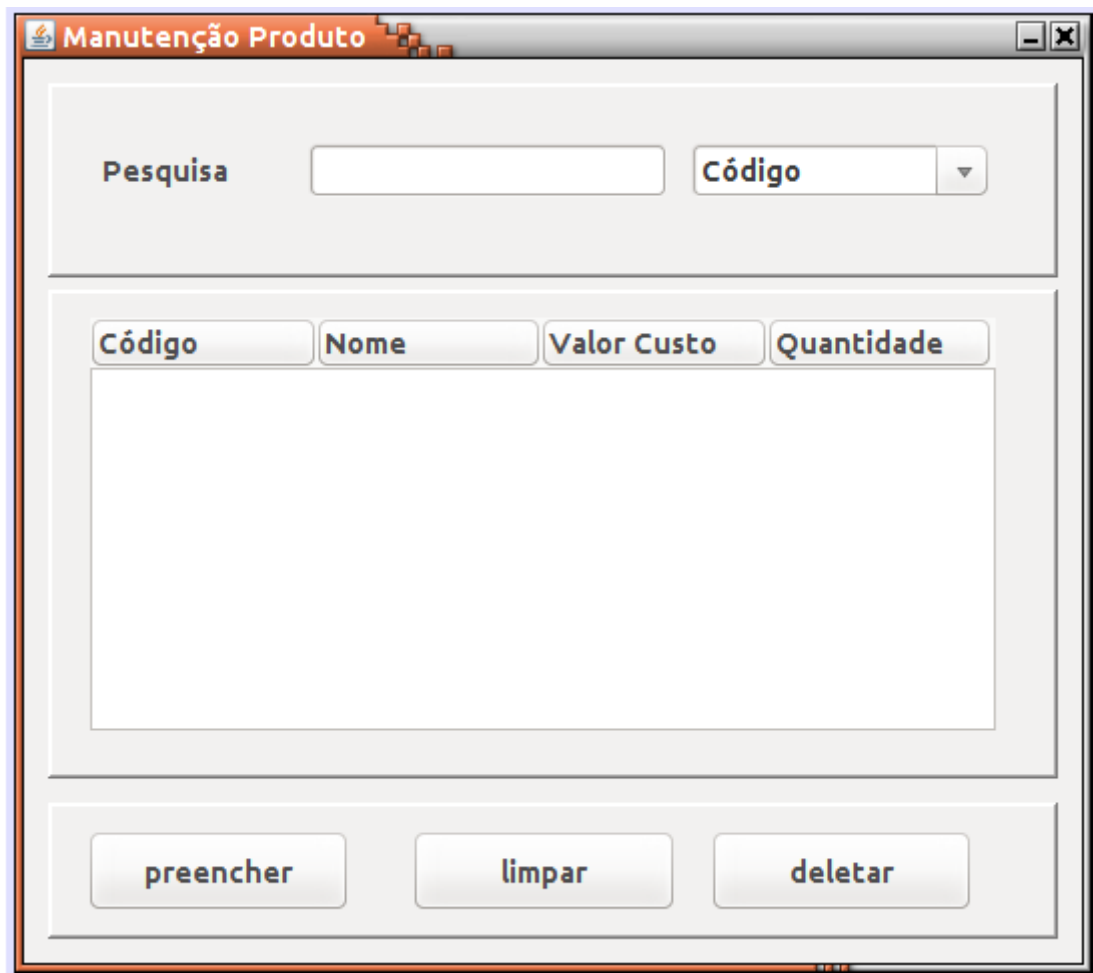 Manutenção Produto
Pesquisa Código
Código Nome Valor Custo Quantidade
preencher limpar deletar